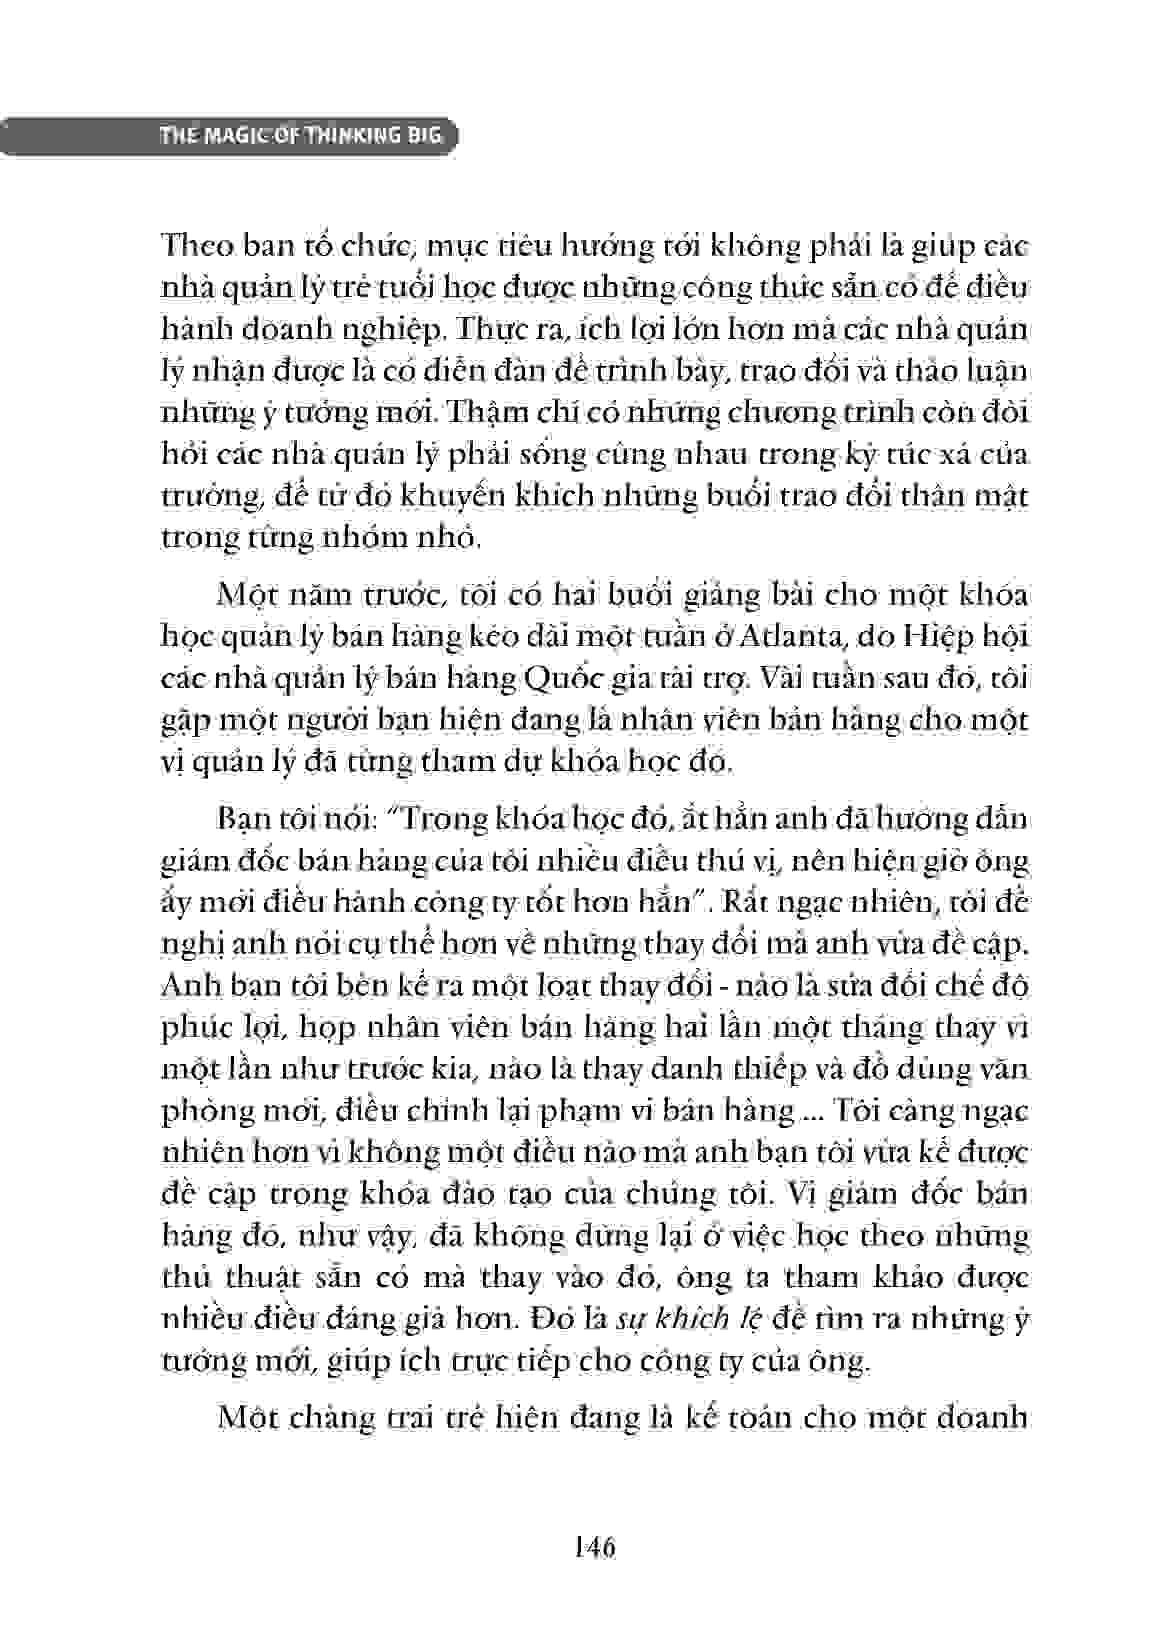 THE MAGIC OF THINKING BIG
Theo ban tổ chức, mục tiêu hướng tới không phải là giúp các
nhà quản lý trẻ tuổi học được những công thức sẵn có để điều
hành doanh nghiệp. Thực ra, ích lợi lớn hơn mà các nhà quản
lý nhận được là có diễn đàn để trình bày, trao đổi và thảo luận
những ý tưởng mới. Thậm chí có những chương trình còn đòi
hỏi các nhà quản lý phải sống cùng nhau trong ký túc xá của
trường, để từ đó khuyến khích những buổi trao đổi thân mật
trong từng nhóm nhỏ.
Một năm trước, tôi có hai buổi giảng bài cho một khóa
học quản lý bán hàng kéo dài một tuần ở Atlanta, do Hiệp hội
các nhà quản lý bán hàng Quốc gia tài trợ. Vài tuần sau đó, tôi
gặp một người bạn hiện đang là nhân viên bán hàng cho một
vị quản lý đã từng tham dự khóa học đó.
Bạn tôi nói: “Trong khóa học đó, ắt hẳn anh đã hướng dẫn
giám đốc bán hàng của tôi nhiều điều thú vị, nên hiện giờ ông
ấy mới điều hành công ty tốt hơn hẳn”. Rất ngạc nhiên, tôi đề
nghị anh nói cụ thể hơn về những thay đổi mà anh vừa đề cập.
Anh bạn tôi bèn kể ra một loạt thay đổi - nào là sửa đổi chế độ
phúc lợi, họp nhân viên bán hàng hai lần một tháng thay vì
một lần như trước kia, nào là thay danh thiếp và đồ dùng văn
phòng mới, điều chỉnh lại phạm vi bán hàng ... Tôi càng ngạc
nhiên hơn vì không một điều nào mà anh bạn tôi vừa kể được
đề cập trong khóa đào tạo của chúng tôi. Vị giám đốc bán
hàng đó, như vậy, đã không dừng lại ở việc học theo những
thủ thuật sẵn có mà thay vào đó, ông ta tham khảo được
nhiều điều đáng giá hơn. Đó là sự khích lệ để tìm ra những ý
tưởng mới, giúp ích trực tiếp cho công ty của ông.
Một chàng trai trẻ hiện đang là kế toán cho một doanh
146